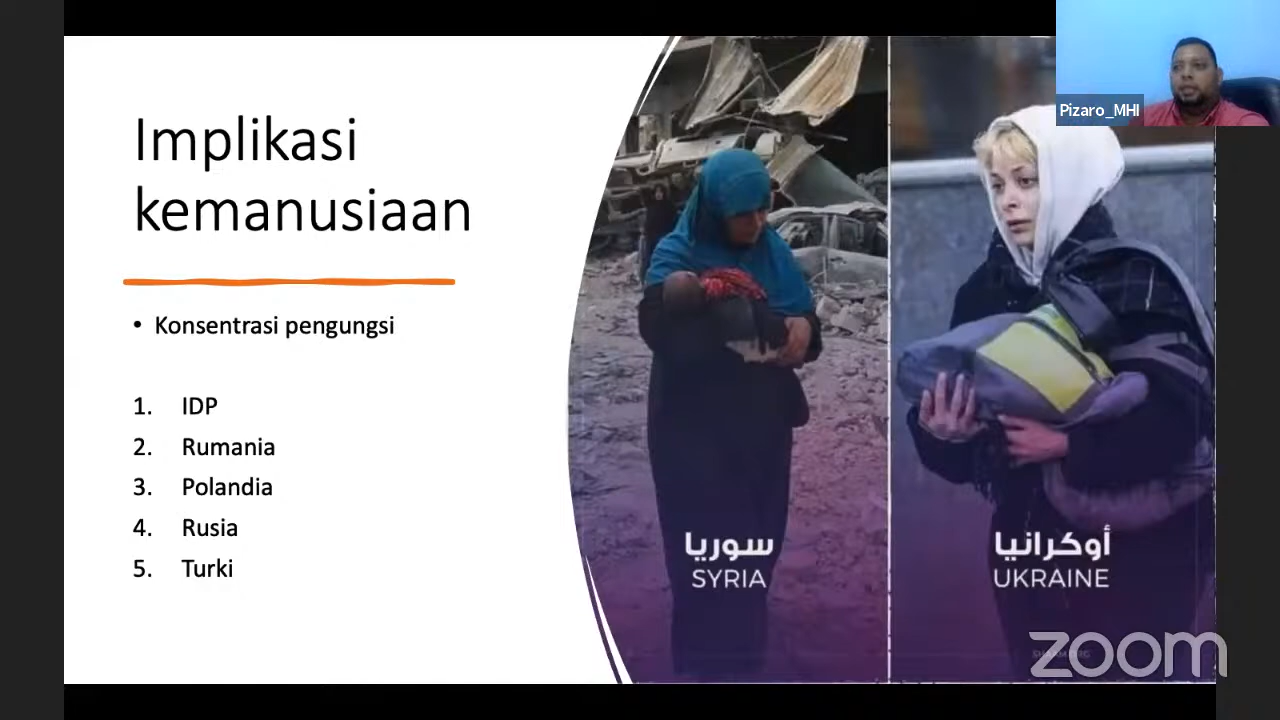 Implikasi
kemanusiaan
• Konsentrasi pengungsi
1. IDP
2. Rumania
3. Polandia
4. Rusia
5. Turki
سوريا
SYRIA
أوكرانيا
UKRAINE
Pizaro_MHI
zoom